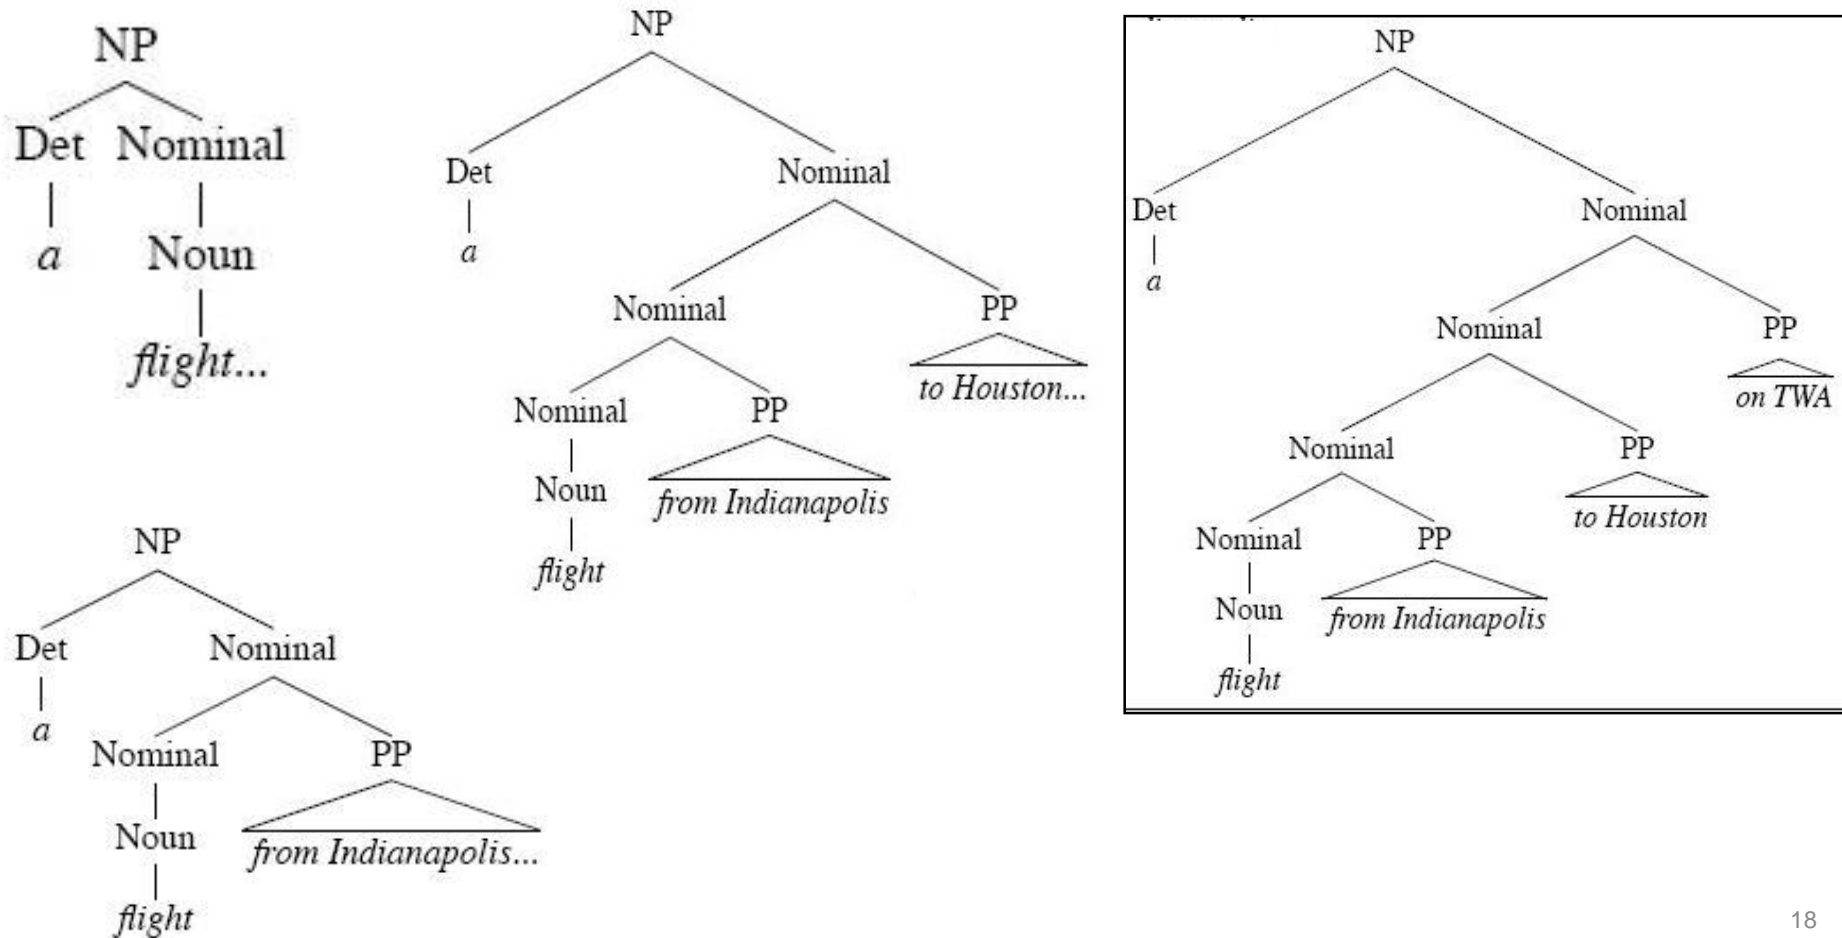 NP
Det Nominal
a Noun
flight...
NP
Det Nominal
a
Nominal PP
to Houston...
Nominal PP
Noun from Indianapolis
flight
NP
Det Nominal
a
Nominal PP
on TWA
Nominal PP
to Houston
Nominal PP
Noun from Indianapolis
flight
NP
Det Nominal
a
Nominal PP
Noun from Indianapolis...
flight
18